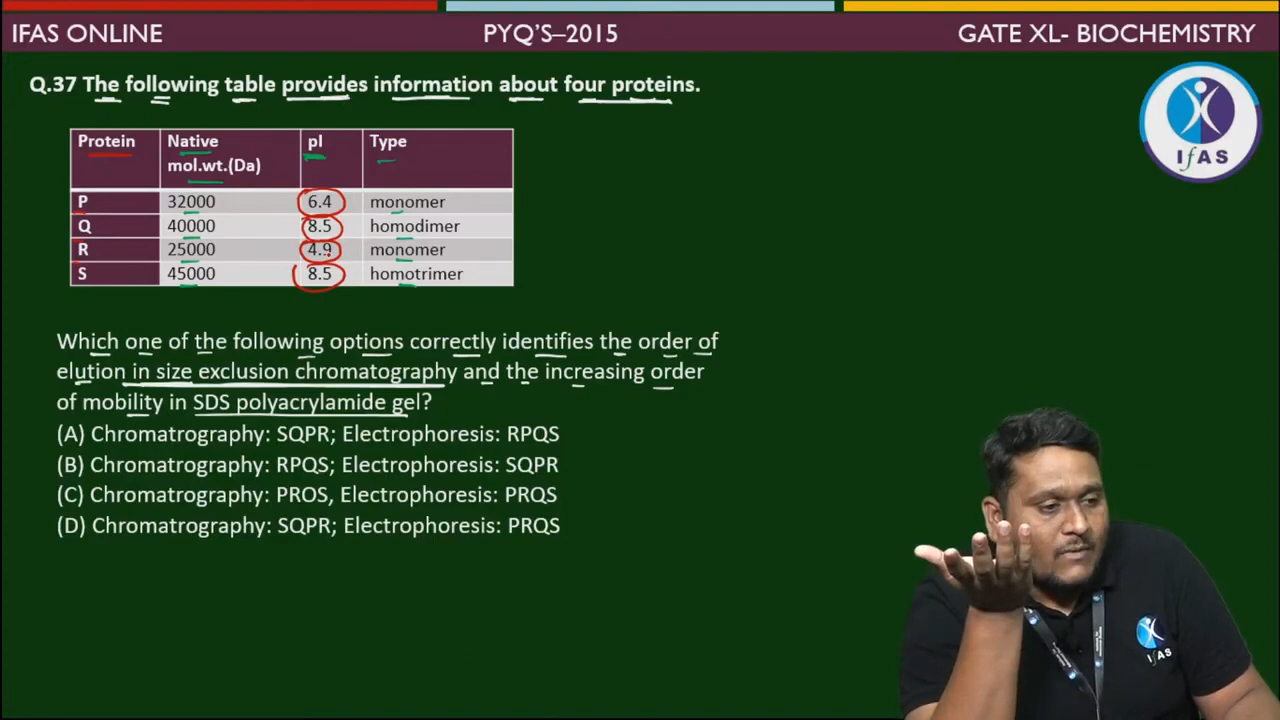 IFAS ONLINE PYQ'S–2015 GATE XL- BIOCHEMISTRY
Q.37 The following table provides information about four proteins.
Protein Native mol.wt.(Da) pI Type
P 32000 6.4 monomer
Q 40000 8.5 homodimer
R 25000 4.9 monomer
S 45000 8.5 homotrimer
Which one of the following options correctly identifies the order of
elution in size exclusion chromatography and the increasing order
of mobility in SDS polyacrylamide gel?
(A) Chromatrography: SQPR; Electrophoresis: RPQS
(B) Chromatrography: RPQS; Electrophoresis: SQPR
(C) Chromatrography: PROS, Electrophoresis: PRQS
(D) Chromatrography: SQPR; Electrophoresis: PRQS
IfAS
IfAS